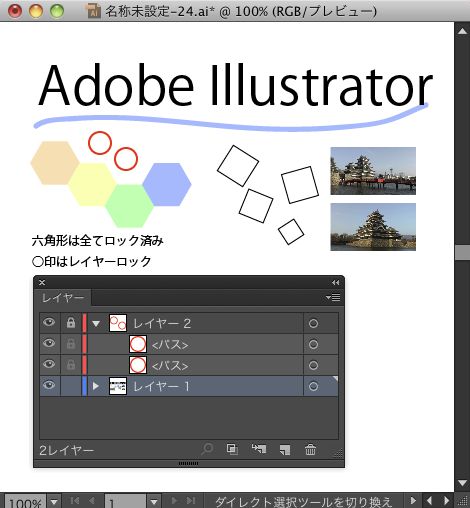 名称未設定-24.ai* @ 100% (RGB/プレビュー)
Adobe Illustrator
六角形は全てロック済み
〇印はレイヤーロック
レイヤー
レイヤー 2
<パス>
<パス>
レイヤー 1
2レイヤー
100%
1
ダイレクト選択ツールを切り換え